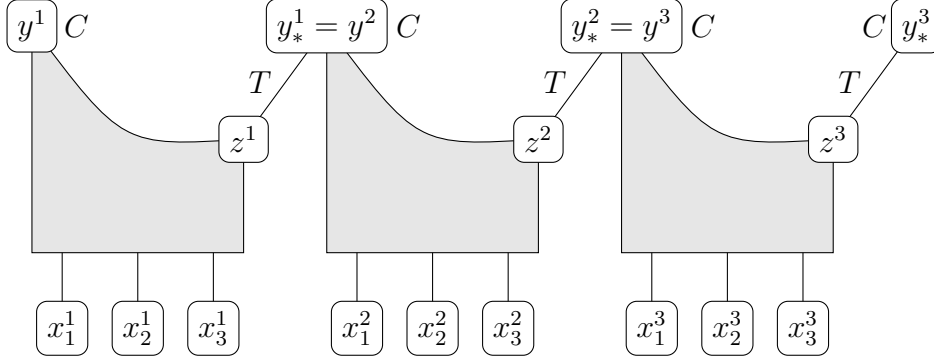 $y^1$ C $y^1_* = y^2$ C $y^2_* = y^3$ C C $y^3_*$
T T T
$z^1$ $z^2$ $z^3$
$x^1_1$ $x^1_2$ $x^1_3$ $x^2_1$ $x^2_2$ $x^2_3$ $x^3_1$ $x^3_2$ $x^3_3$